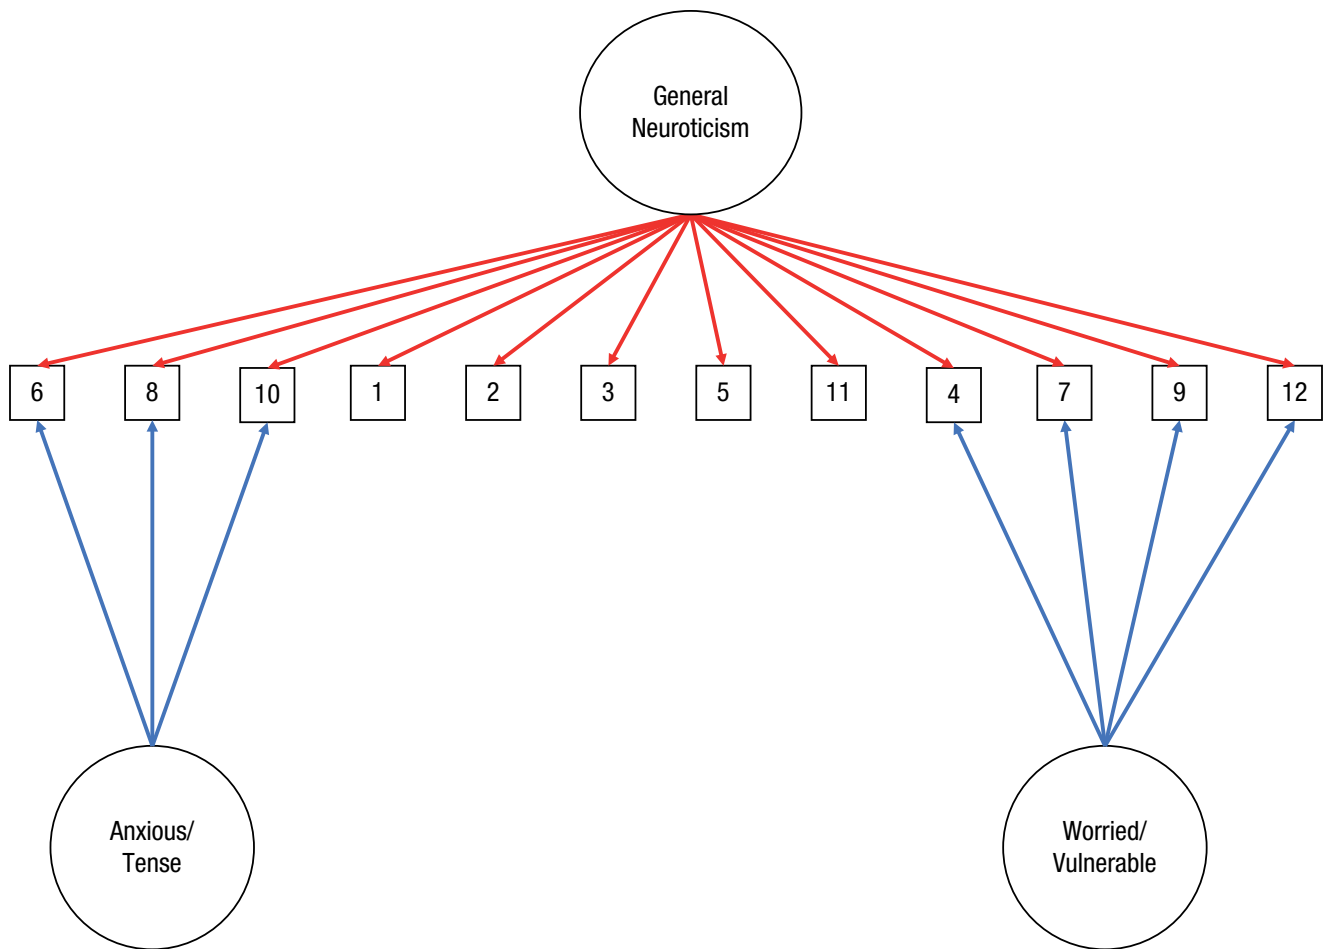 General
Neuroticism
6 8 10 1 2 3 5 11 4 7 9 12
Anxious/
Tense
Worried/
Vulnerable